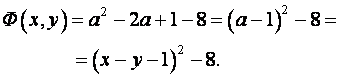 Φ(x, y) = a² − 2a + 1 − 8 = (a − 1)² − 8 =
= (x − y − 1)² − 8.